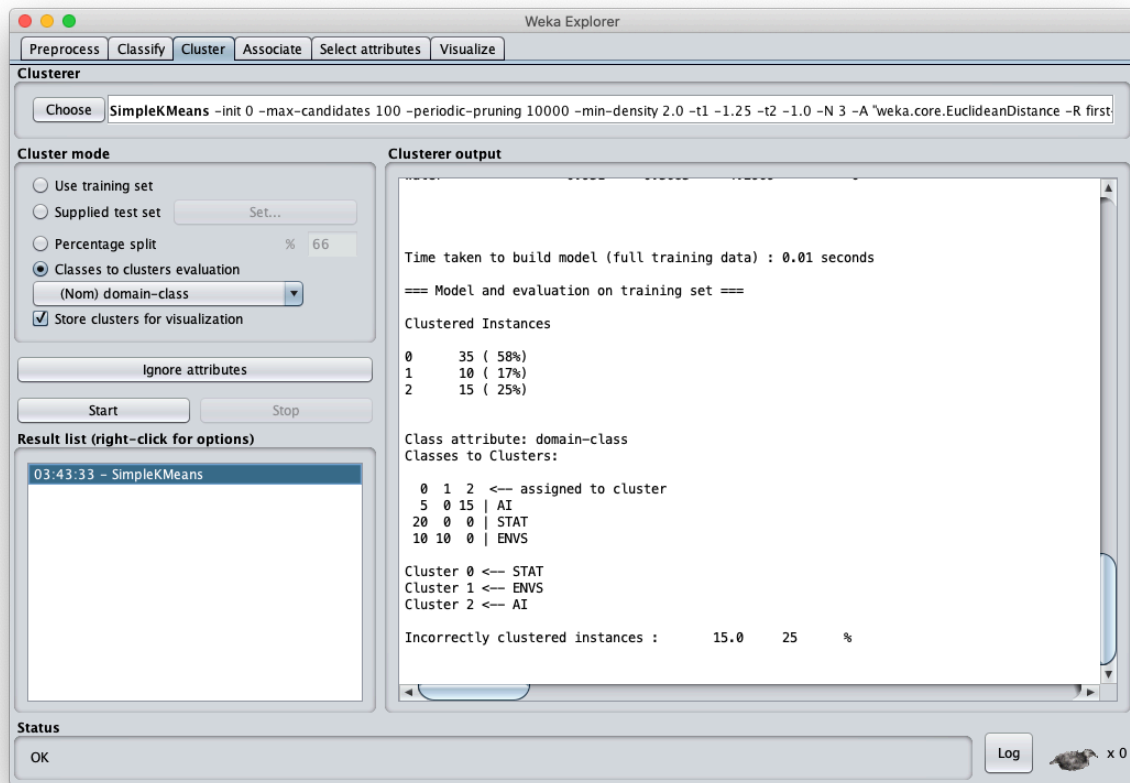 Weka Explorer
Preprocess Classify Cluster Associate Select attributes Visualize
Clusterer
Choose SimpleKMeans -init 0 -max-candidates 100 -periodic-pruning 10000 -min-density 2.0 -t1 -1.25 -t2 -1.0 -N 3 -A "weka.core.EuclideanDistance -R first-
Cluster mode
Use training set
Supplied test set Set...
Percentage split % 66
Classes to clusters evaluation
(Nom) domain-class
Store clusters for visualization
Ignore attributes
Start Stop
Result list (right-click for options)
03:43:33 - SimpleKMeans
Clusterer output
Time taken to build model (full training data) : 0.01 seconds
=== Model and evaluation on training set ===
Clustered Instances
0 35 ( 58%)
1 10 ( 17%)
2 15 ( 25%)
Class attribute: domain-class
Classes to Clusters:
0 1 2 <-- assigned to cluster
5 0 15 | AI
20 0 0 | STAT
10 10 0 | ENVS
Cluster 0 <-- STAT
Cluster 1 <-- ENVS
Cluster 2 <-- AI
Incorrectly clustered instances : 15.0 25 %
Status
OK
Log x 0